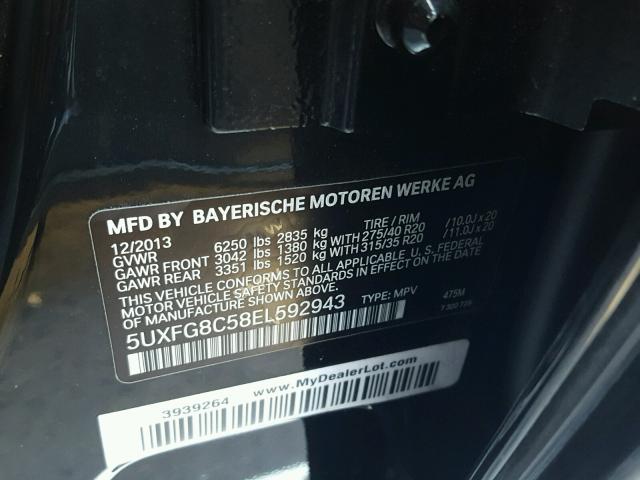 MFD BY BAYERISCHE MOTOREN WERKE AG
12/2013 TIRE / RIM
GVWR 6250 lbs 2835 kg
GAWR FRONT 3042 lbs 1380 kg WITH 275/40 R20 /10.0J x 20
GAWR REAR 3351 lbs 1520 kg WITH 315/35 R20 /11.0J x 20
THIS VEHICLE CONFORMS TO ALL APPLICABLE U.S. FEDERAL
MOTOR VEHICLE SAFETY STANDARDS IN EFFECT ON THE DATE
OF MANUFACTURE SHOWN ABOVE.
5UXFG8C58EL592943 TYPE: MPV 475M
3939264 www.MyDealerLot.com